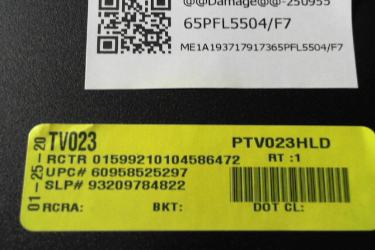 @@Damage@@-250955
65PFL5504/F7
ME1A193717917365PFL5504/F7
01-25-20
TV023 PTV023HLD
RCTR 01599210104586472 RT :1
UPC# 60958525297
SLP# 93209784822
RCRA: BKT: DOT CL: